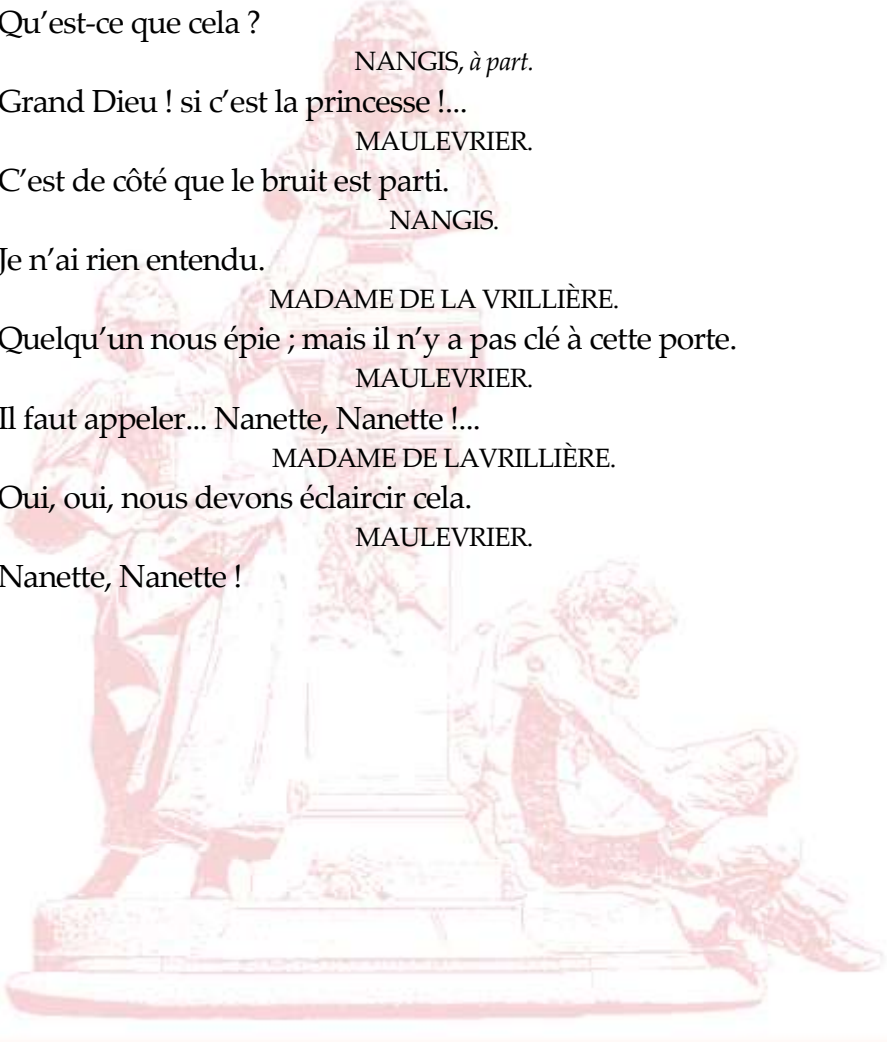 Qu’est-ce que cela ?
NANGIS, à part.
Grand Dieu ! si c’est la princesse !...
MAULEVRIER.
C’est de côté que le bruit est parti.
NANGIS.
Je n’ai rien entendu.
MADAME DE LA VRILLIÈRE.
Quelqu’un nous épie ; mais il n’y a pas clé à cette porte.
MAULEVRIER.
Il faut appeler... Nanette, Nanette !...
MADAME DE LAVRILLIÈRE.
Oui, oui, nous devons éclaircir cela.
MAULEVRIER.
Nanette, Nanette !